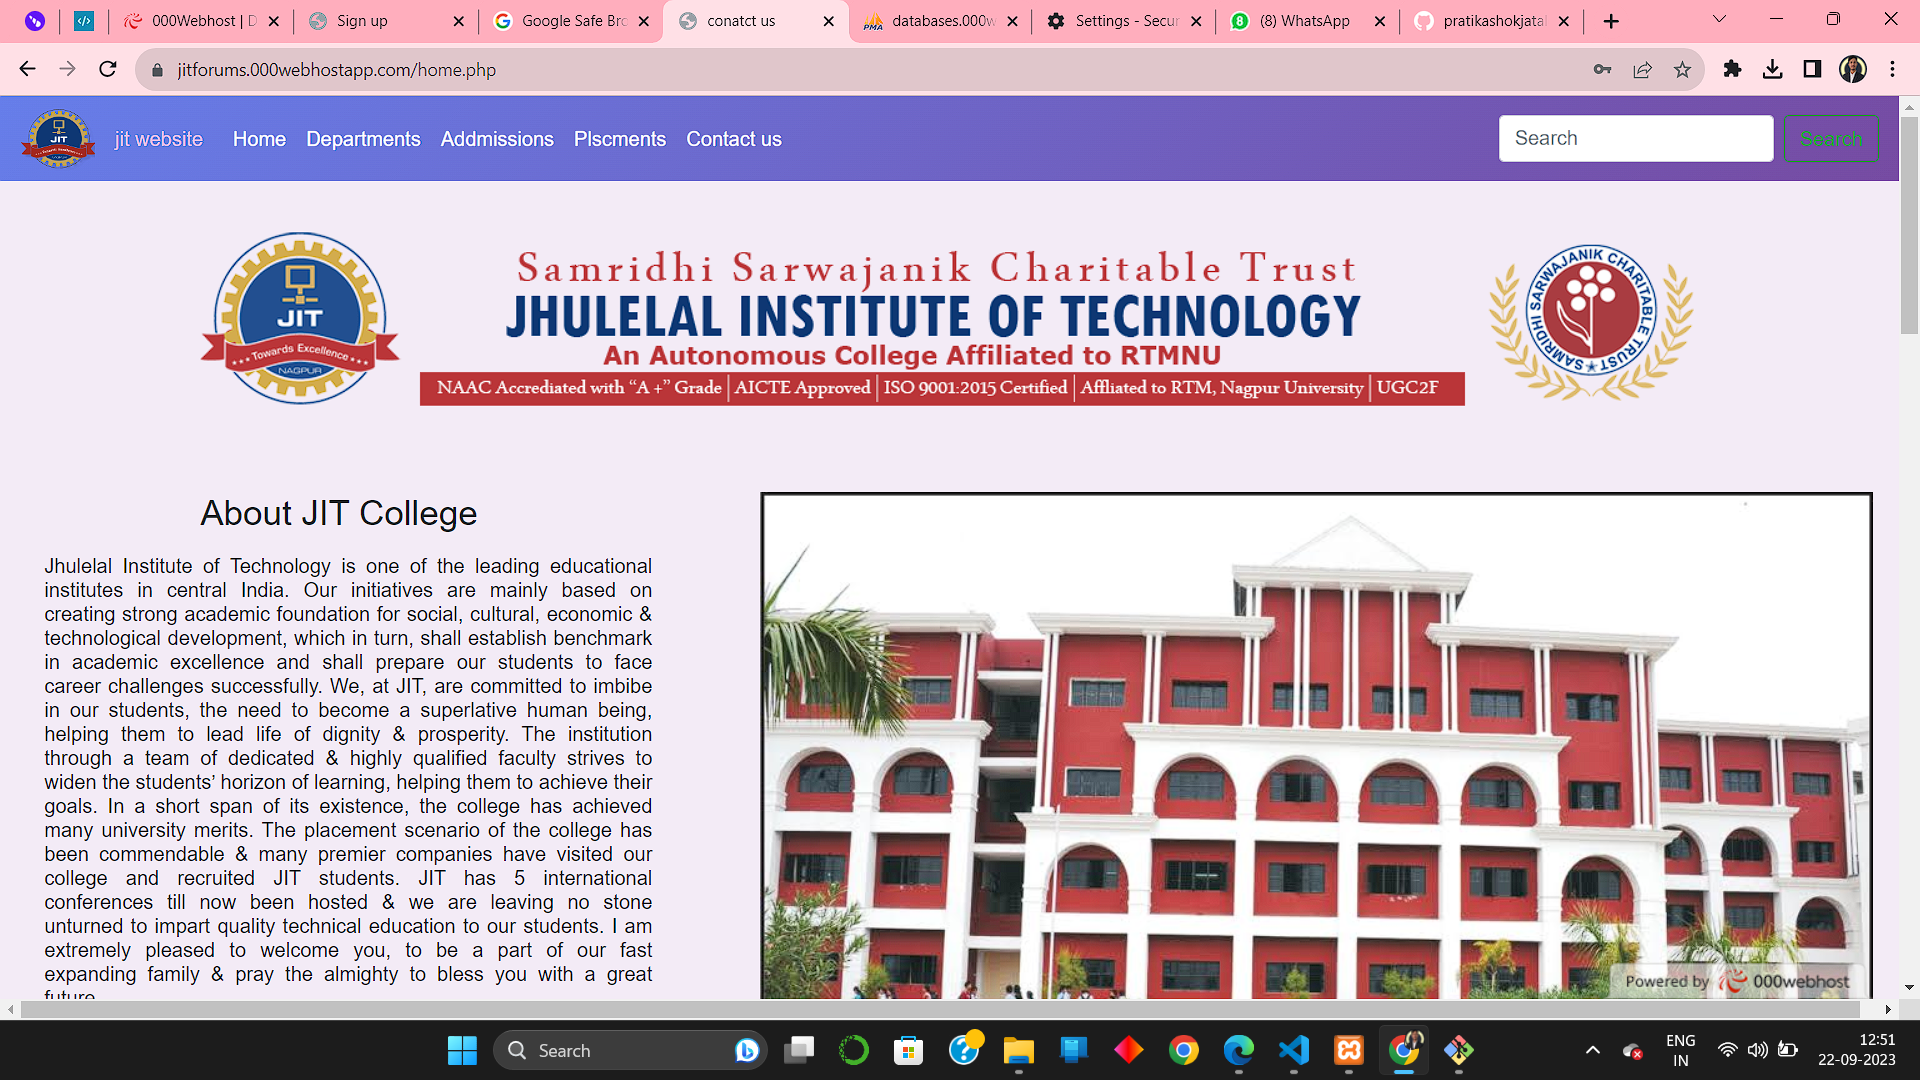 000Webhost | D
Sign up
Google Safe Bro
conatct us
databases.000w
Settings - Secur
(8) WhatsApp
pratikashokjatal
jitforums.000webhostapp.com/home.php
JIT
jit website
Home
Departments
Addmissions
Plscments
Contact us
Search
Search
JIT
Towards Excellence
NAGPUR
Samridhi Sarwajanik Charitable Trust
JHULELAL INSTITUTE OF TECHNOLOGY
An Autonomous College Affiliated to RTMNU
NAAC Accrediated with “A +” Grade | AICTE Approved | ISO 9001:2015 Certified | Affliated to RTM, Nagpur University | UGC2F
SAMRIDHI SARWAJANIK CHARITABLE TRUST
About JIT College
Jhulelal Institute of Technology is one of the leading educational
institutes in central India. Our initiatives are mainly based on
creating strong academic foundation for social, cultural, economic &
technological development, which in turn, shall establish benchmark
in academic excellence and shall prepare our students to face
career challenges successfully. We, at JIT, are committed to imbibe
in our students, the need to become a superlative human being,
helping them to lead life of dignity & prosperity. The institution
through a team of dedicated & highly qualified faculty strives to
widen the students’ horizon of learning, helping them to achieve their
goals. In a short span of its existence, the college has achieved
many university merits. The placement scenario of the college has
been commendable & many premier companies have visited our
college and recruited JIT students. JIT has 5 international
conferences till now been hosted & we are leaving no stone
unturned to impart quality technical education to our students. I am
extremely pleased to welcome you, to be a part of our fast
expanding family & pray the almighty to bless you with a great
future
Powered by 000webhost
Search
ENG
IN
12:51
22-09-2023